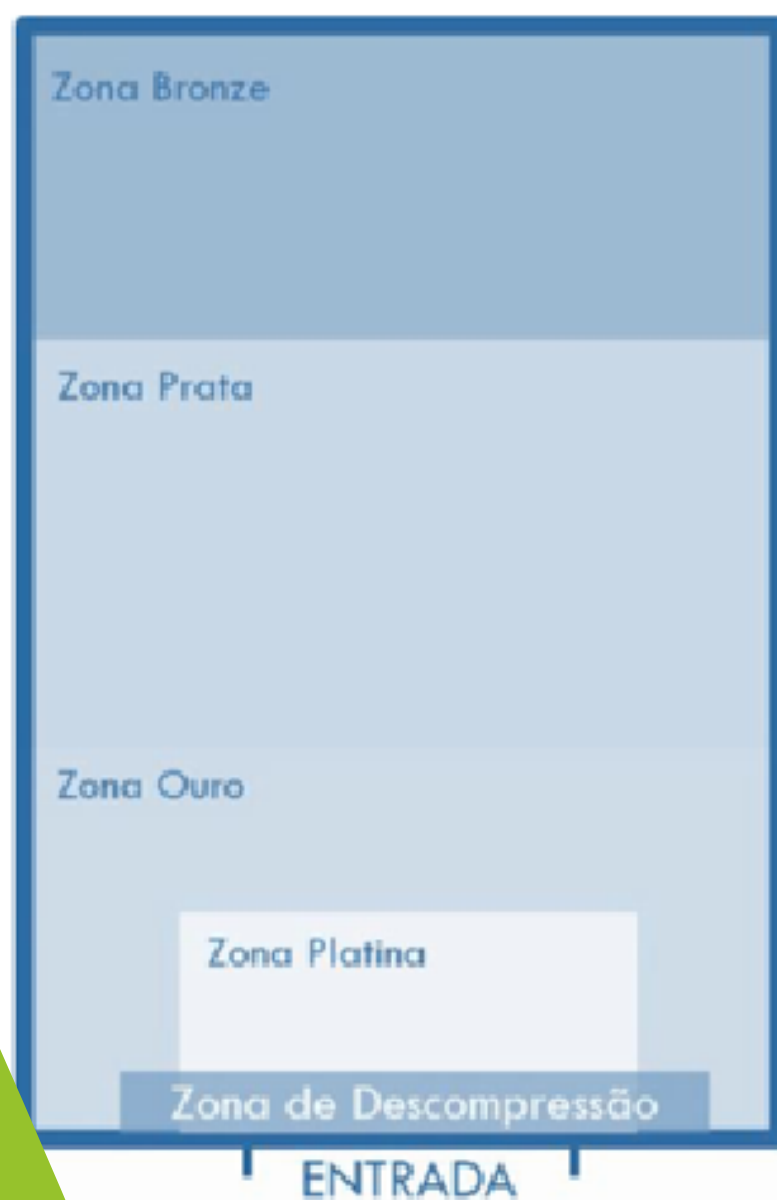 Zona Bronze
Zona Prata
Zona Ouro
Zona Platina
Zona de Descompressão
ENTRADA